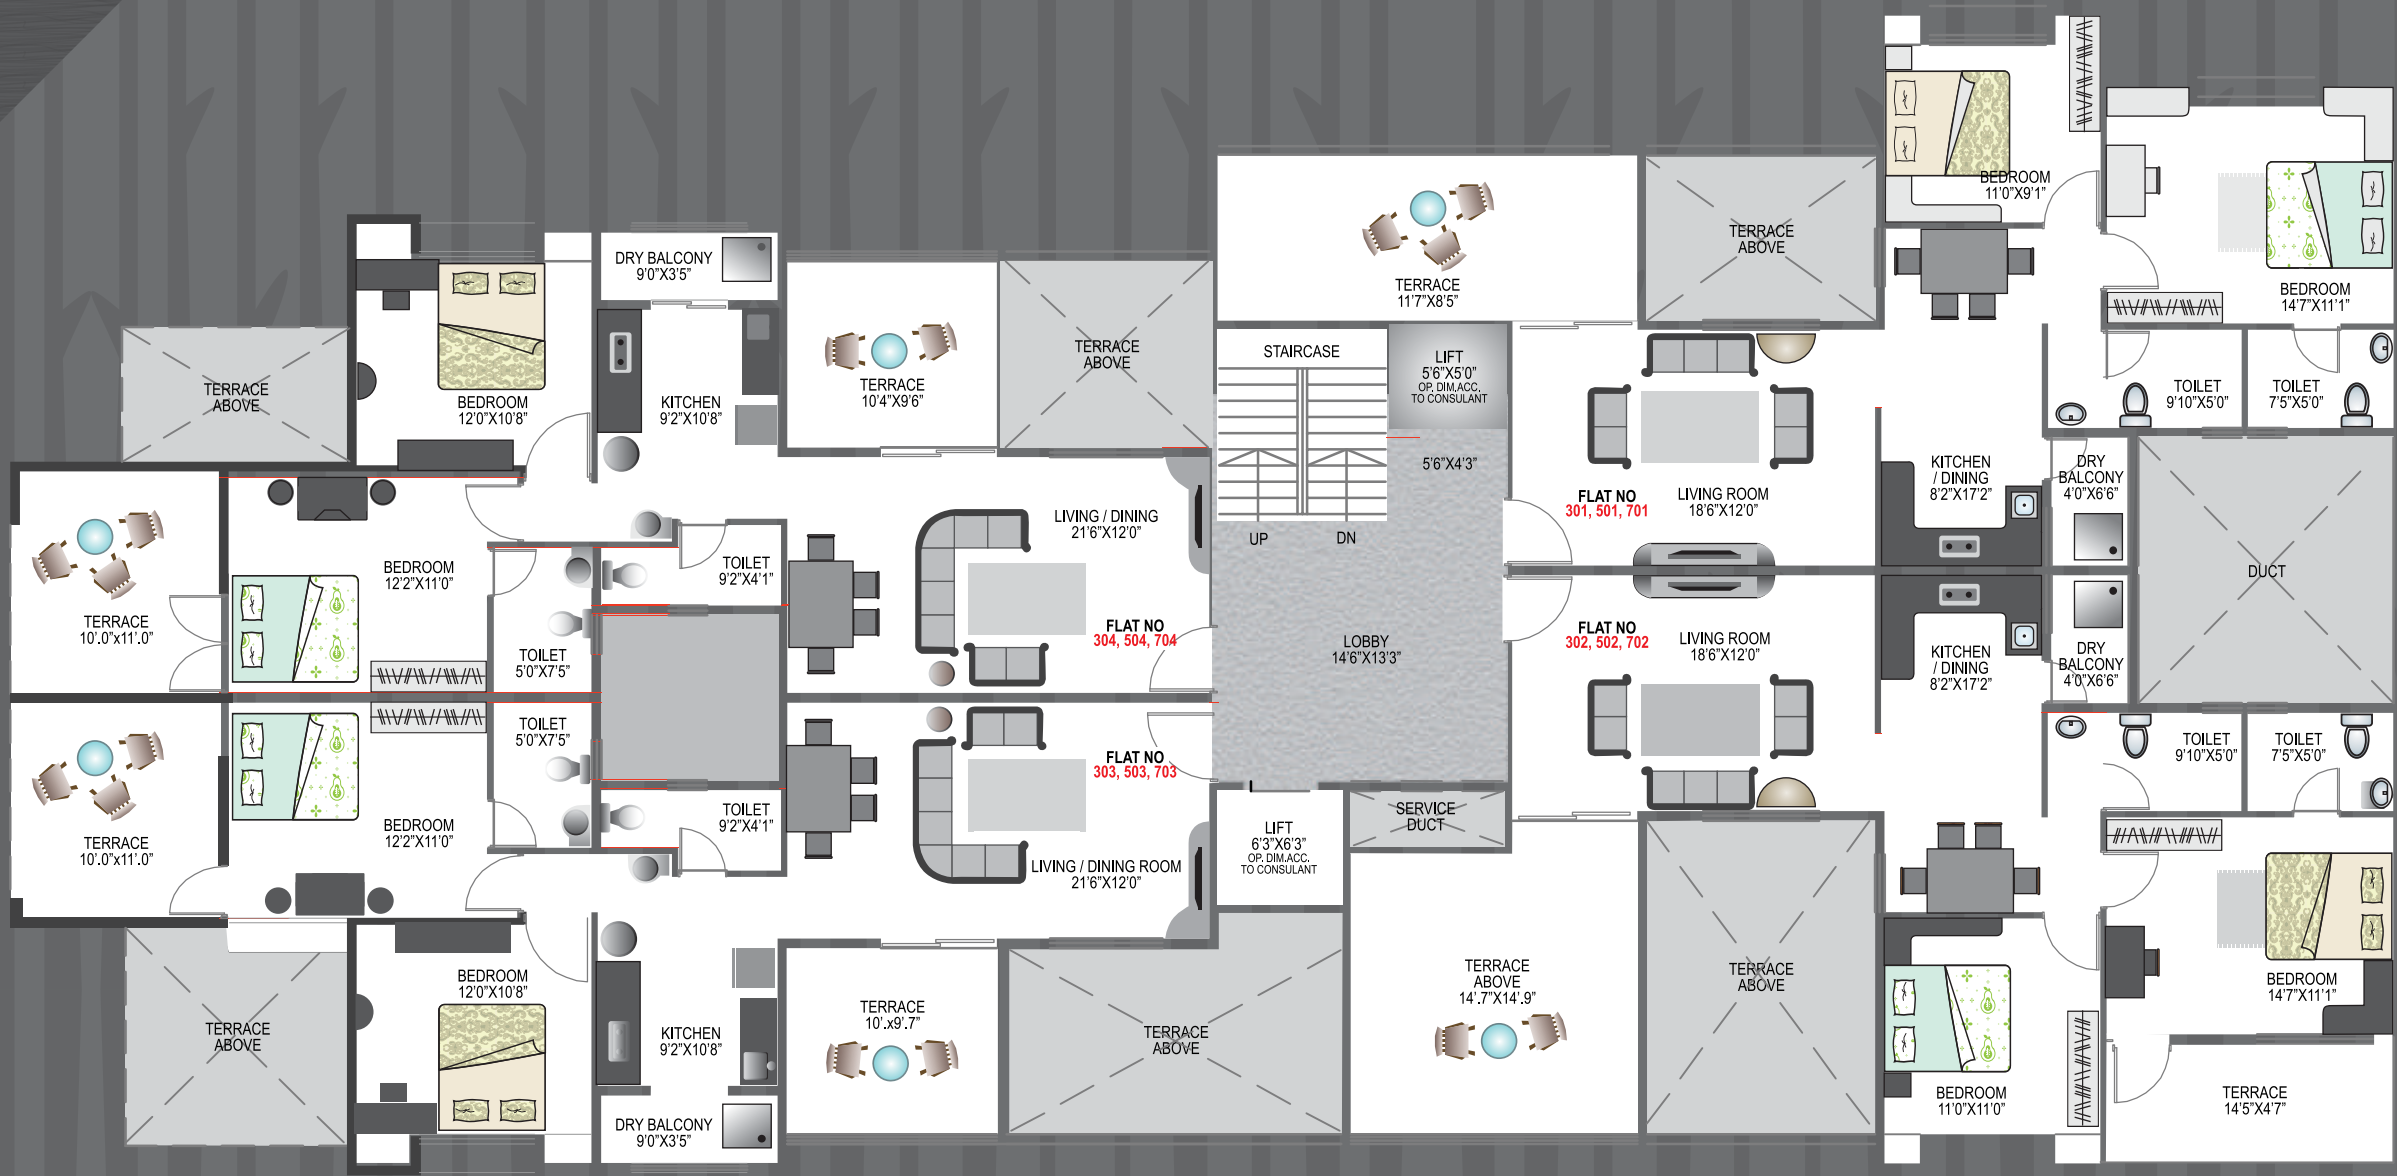 DRY BALCONY
9'0"X3'5"
TERRACE
ABOVE
BEDROOM
12'0"X10'8"
KITCHEN
9'2"X10'8"
TERRACE
10'4"X9'6"
TERRACE
ABOVE
TERRACE
10'.0"x11'.0"
BEDROOM
12'2"X11'0"
TOILET
5'0"X7'5"
TOILET
9'2"X4'1"
LIVING / DINING
21'6"X12'0"
FLAT NO
304, 504, 704
TERRACE
10'.0"x11'.0"
BEDROOM
12'2"X11'0"
TOILET
5'0"X7'5"
TOILET
9'2"X4'1"
FLAT NO
303, 503, 703
LIVING / DINING ROOM
21'6"X12'0"
TERRACE
ABOVE
BEDROOM
12'0"X10'8"
KITCHEN
9'2"X10'8"
DRY BALCONY
9'0"X3'5"
TERRACE
10'.x9'.7"
TERRACE
ABOVE
TERRACE
11'7"X8'5"
STAIRCASE
UP
DN
LIFT
5'6"X5'0"
OP. DIM,ACC.
TO CONSULANT
5'6"X4'3"
LOBBY
14'6"X13'3"
LIFT
6'3"X6'3"
OP. DIM.ACC.
TO CONSULANT
SERVICE
DUCT
TERRACE
ABOVE
BEDROOM
11'0"X9'1"
BEDROOM
14'7"X11'1"
TOILET
9'10"X5'0"
TOILET
7'5"X5'0"
FLAT NO
301, 501, 701
LIVING ROOM
18'6"X12'0"
KITCHEN
/ DINING
8'2"X17'2"
DRY
BALCONY
4'0"X6'6"
DUCT
FLAT NO
302, 502, 702
LIVING ROOM
18'6"X12'0"
KITCHEN
/ DINING
8'2"X17'2"
DRY
BALCONY
4'0"X6'6"
TOILET
9'10"X5'0"
TOILET
7'5"X5'0"
TERRACE
ABOVE
14'.7"X14'.9"
TERRACE
ABOVE
BEDROOM
14'7"X11'1"
BEDROOM
11'0"X11'0"
TERRACE
14'5"X4'7"